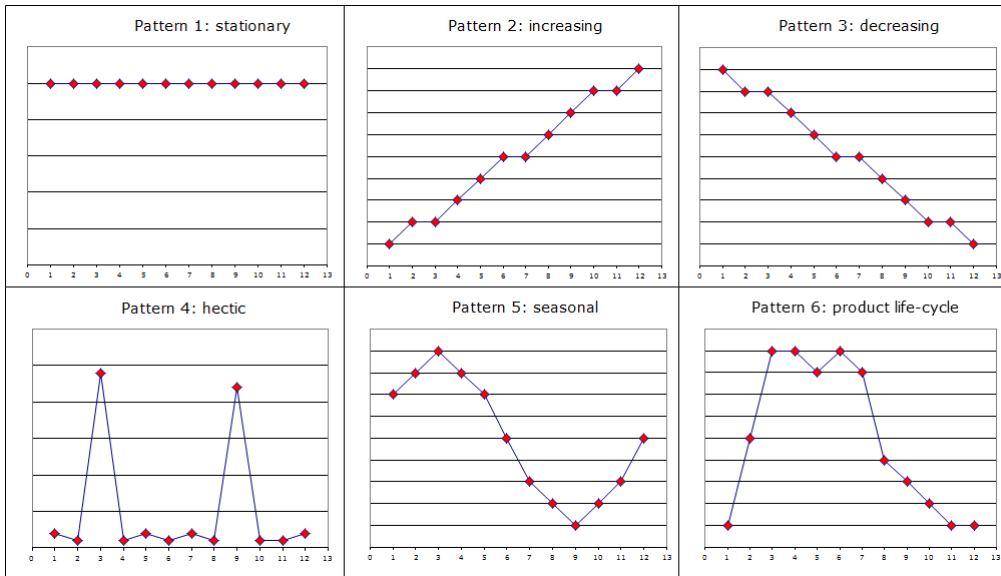 Pattern 1: stationary
Pattern 2: increasing
Pattern 3: decreasing
0 1 2 3 4 5 6 7 8 9 10 11 12 13
0 1 2 3 4 5 6 7 8 9 10 11 12 13
0 1 2 3 4 5 6 7 8 9 10 11 12 13
Pattern 4: hectic
Pattern 5: seasonal
Pattern 6: product life-cycle
0 1 2 3 4 5 6 7 8 9 10 11 12 13
0 1 2 3 4 5 6 7 8 9 10 11 12 13
0 1 2 3 4 5 6 7 8 9 10 11 12 13